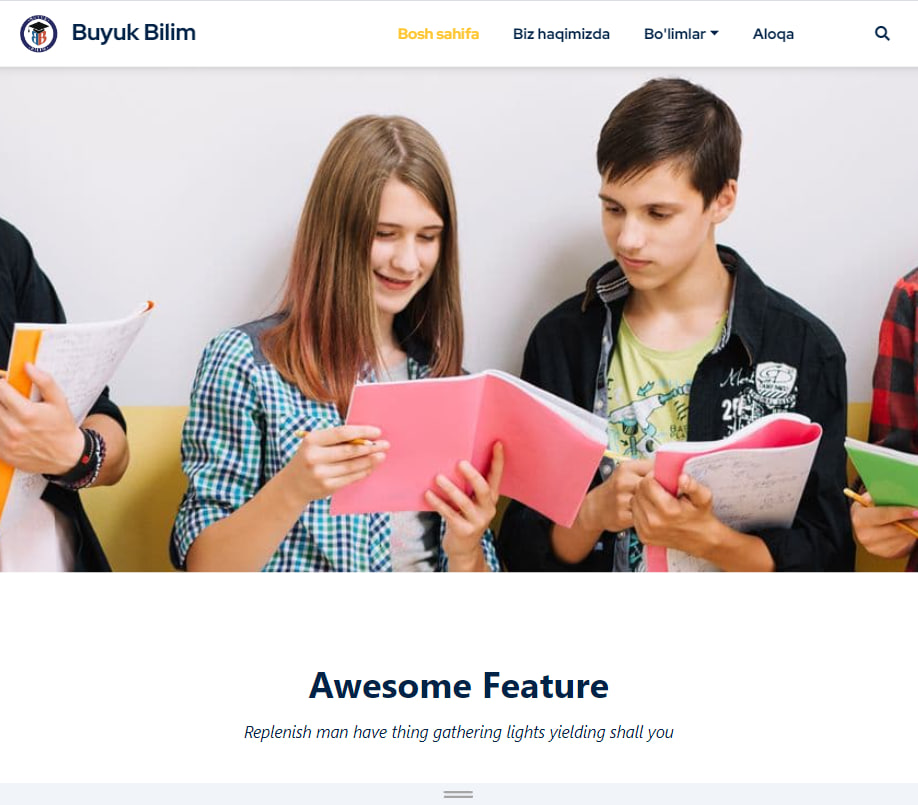 Buyuk Bilim
Bosh sahifa
Biz haqimizda
Bo'limlar
Aloqa
Awesome Feature
Replenish man have thing gathering lights yielding shall you